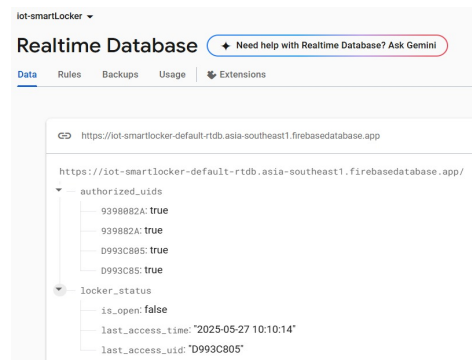 iot-smartLocker
Realtime Database Need help with Realtime Database? Ask Gemini
Data Rules Backups Usage Extensions
https://iot-smartlocker-default-rtdb.asia-southeast1.firebasedatabase.app
https://iot-smartlocker-default-rtdb.asia-southeast1.firebasedatabase.app/
authorized_uids
9398082A: true
939882A: true
D993C805: true
D993C85: true
locker_status
is_open: false
last_access_time: "2025-05-27 10:10:14"
last_access_uid: "D993C805"